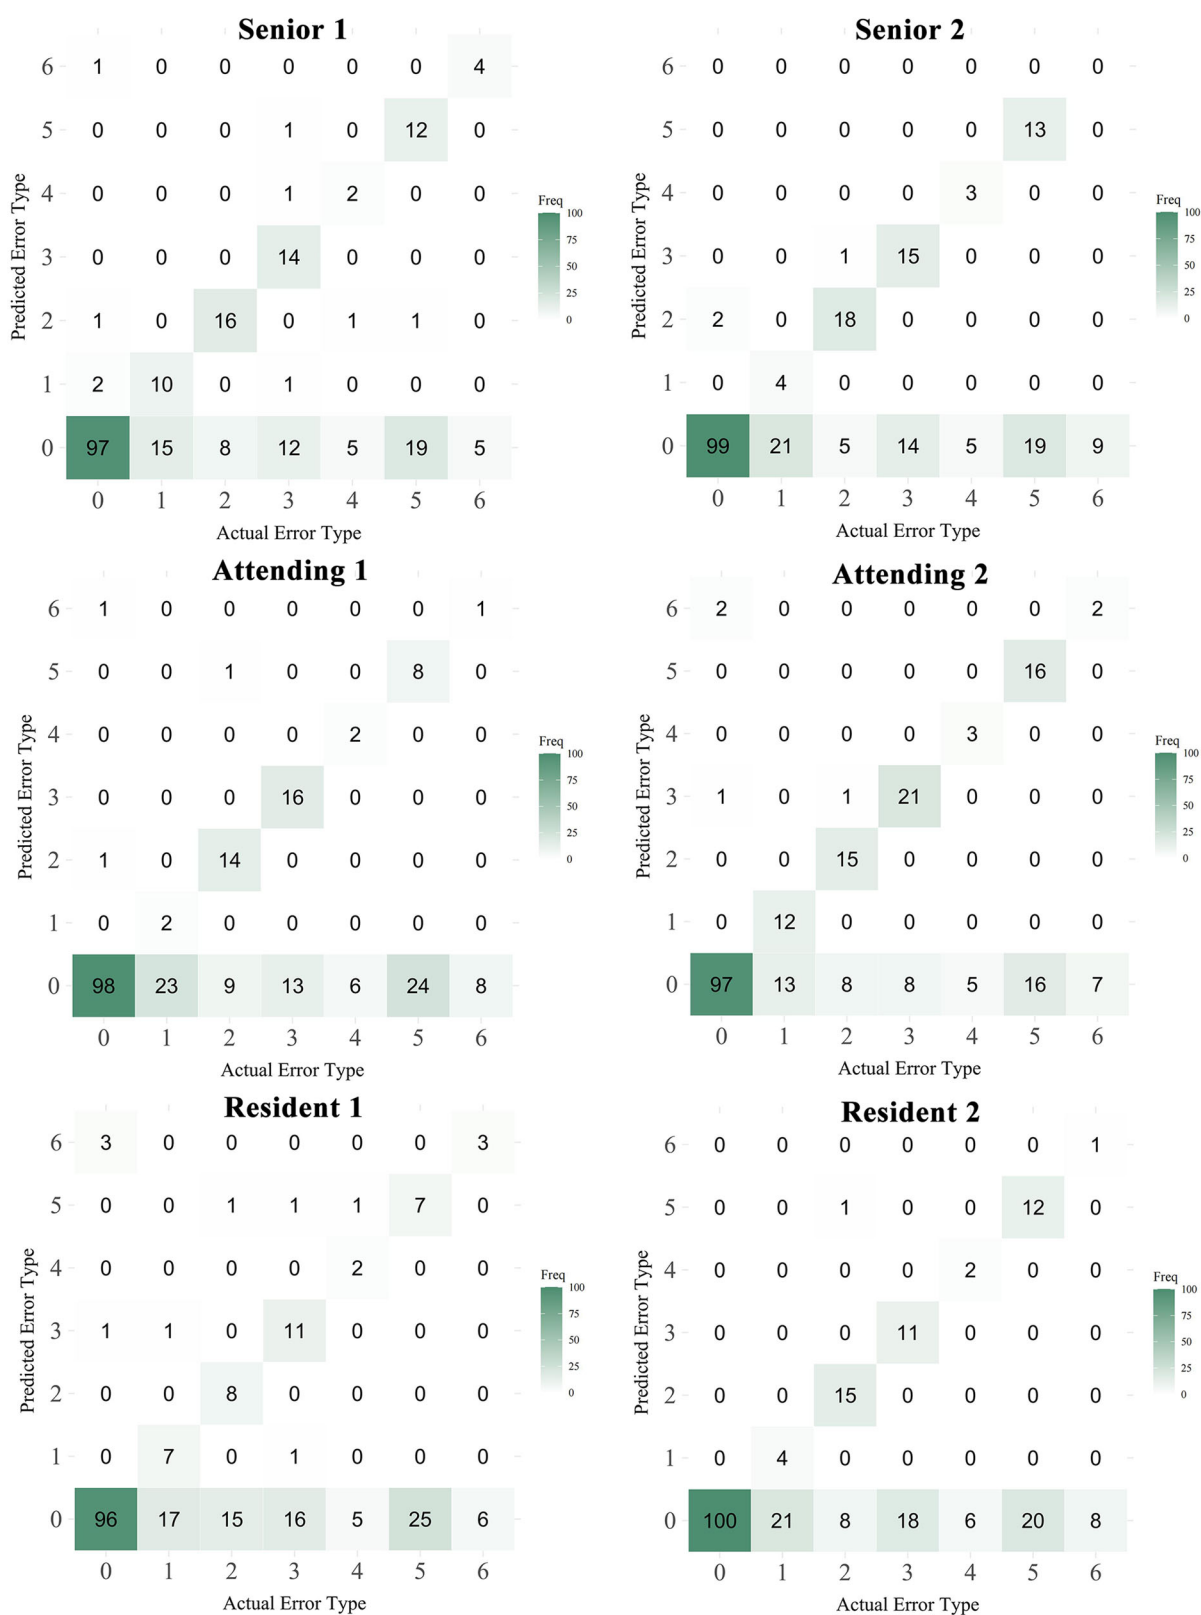 Senior 1
6 1 0 0 0 0 0 4
5 0 0 0 1 0 12 0
4 0 0 0 1 2 0 0
3 0 0 0 14 0 0 0
2 1 0 16 0 1 1 0
1 2 10 0 1 0 0 0
0 97 15 8 12 5 19 5
0 1 2 3 4 5 6
Actual Error Type
Predicted Error Type
Freq
100
75
50
25
0
Senior 2
6 0 0 0 0 0 0 0
5 0 0 0 0 0 13 0
4 0 0 0 0 3 0 0
3 0 0 1 15 0 0 0
2 2 0 18 0 0 0 0
1 0 4 0 0 0 0 0
0 99 21 5 14 5 19 9
0 1 2 3 4 5 6
Actual Error Type
Predicted Error Type
Freq
100
75
50
25
0
Attending 1
6 1 0 0 0 0 0 1
5 0 0 1 0 0 8 0
4 0 0 0 0 2 0 0
3 0 0 0 16 0 0 0
2 1 0 14 0 0 0 0
1 0 2 0 0 0 0 0
0 98 23 9 13 6 24 8
0 1 2 3 4 5 6
Actual Error Type
Predicted Error Type
Freq
100
75
50
25
0
Attending 2
6 2 0 0 0 0 0 2
5 0 0 0 0 0 16 0
4 0 0 0 0 3 0 0
3 1 0 1 21 0 0 0
2 0 0 15 0 0 0 0
1 0 12 0 0 0 0 0
0 97 13 8 8 5 16 7
0 1 2 3 4 5 6
Actual Error Type
Predicted Error Type
Freq
100
75
50
25
0
Resident 1
6 3 0 0 0 0 0 3
5 0 0 1 1 1 7 0
4 0 0 0 0 2 0 0
3 1 1 0 11 0 0 0
2 0 0 8 0 0 0 0
1 0 7 0 1 0 0 0
0 96 17 15 16 5 25 6
0 1 2 3 4 5 6
Actual Error Type
Predicted Error Type
Freq
100
75
50
25
0
Resident 2
6 0 0 0 0 0 0 1
5 0 0 1 0 0 12 0
4 0 0 0 0 2 0 0
3 0 0 0 11 0 0 0
2 0 0 15 0 0 0 0
1 0 4 0 0 0 0 0
0 100 21 8 18 6 20 8
0 1 2 3 4 5 6
Actual Error Type
Predicted Error Type
Freq
100
75
50
25
0